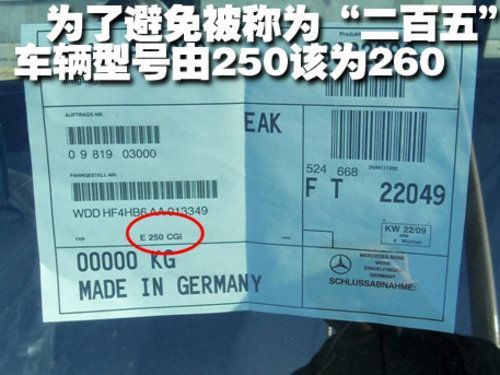 为了避免被称为“二百五”
车辆型号由250该为260
AUFTRAGS-NR.
EAK
0 9 819 03000
524 668
FAHRGESTELL-NR.
F T 22049
WDD HF4HB6 AA 013349
TYP E 250 CGI
KW 22/09
00000 KG
MADE IN GERMANY
MERCEDES-BENZ
WERK
SINDELFINGEN
GERMANY
SCHLUSSABNAHME: